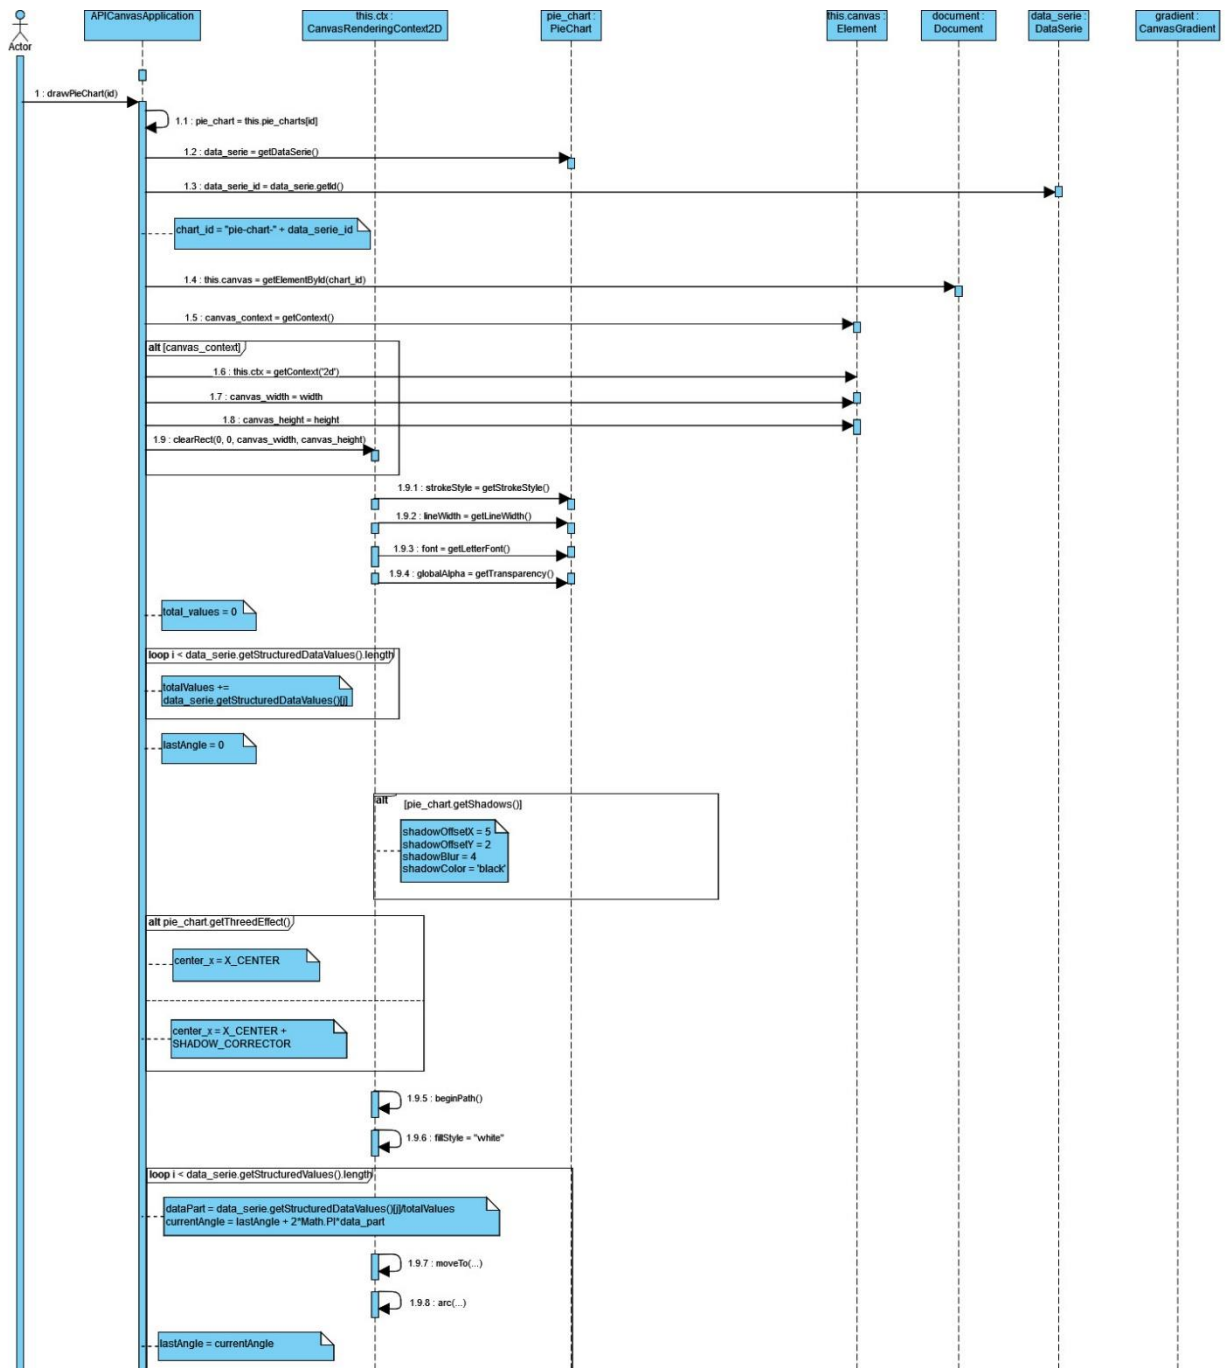 Actor
APICanvasApplication
this.ctx :
CanvasRenderingContext2D
pie_chart :
PieChart
this.canvas :
Element
document :
Document
data_serie :
DataSerie
gradient :
CanvasGradient
1 : drawPieChart(id)
1.1 : pie_chart = this.pie_charts[id]
1.2 : data_serie = getDataSerie()
1.3 : data_serie_id = data_serie.getId()
chart_id = "pie-chart-" + data_serie_id
1.4 : this.canvas = getElementById(chart_id)
1.5 : canvas_context = getContext()
alt [canvas_context]
1.6 : this.ctx = getContext('2d')
1.7 : canvas_width = width
1.8 : canvas_height = height
1.9 : clearRect(0, 0, canvas_width, canvas_height)
1.9.1 : strokeStyle = getStrokeStyle()
1.9.2 : lineWidth = getLineWidth()
1.9.3 : font = getLetterFont()
1.9.4 : globalAlpha = getTransparency()
total_values = 0
loop i < data_serie.getStructuredDataValues().length
totalValues +=
data_serie.getStructuredDataValues()[j]
lastAngle = 0
alt
[pie_chart.getShadows()]
shadowOffsetX = 5
shadowOffsetY = 2
shadowBlur = 4
shadowColor = 'black'
alt pie_chart.getThreedEffect()
center_x = X_CENTER
center_x = X_CENTER +
SHADOW_CORRECTOR
1.9.5 : beginPath()
1.9.6 : fillStyle = "white"
loop i < data_serie.getStructuredValues().length
dataPart = data_serie.getStructuredDataValues()[j]/totalValues
currentAngle = lastAngle + 2*Math.PI*data_part
1.9.7 : moveTo(...)
1.9.8 : arc(...)
lastAngle = currentAngle